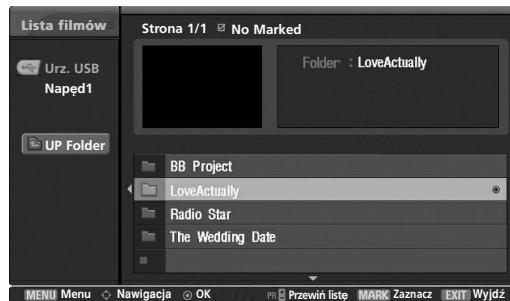 Lista filmów
Strona 1/1 ☑ No Marked
Urz. USB
Napęd1
Folder : LoveActually
UP Folder
BB Project
LoveActually
Radio Star
The Wedding Date
MENU Menu Nawigacja OK PR Przewiń listę MARK Zaznacz EXIT Wyjdź